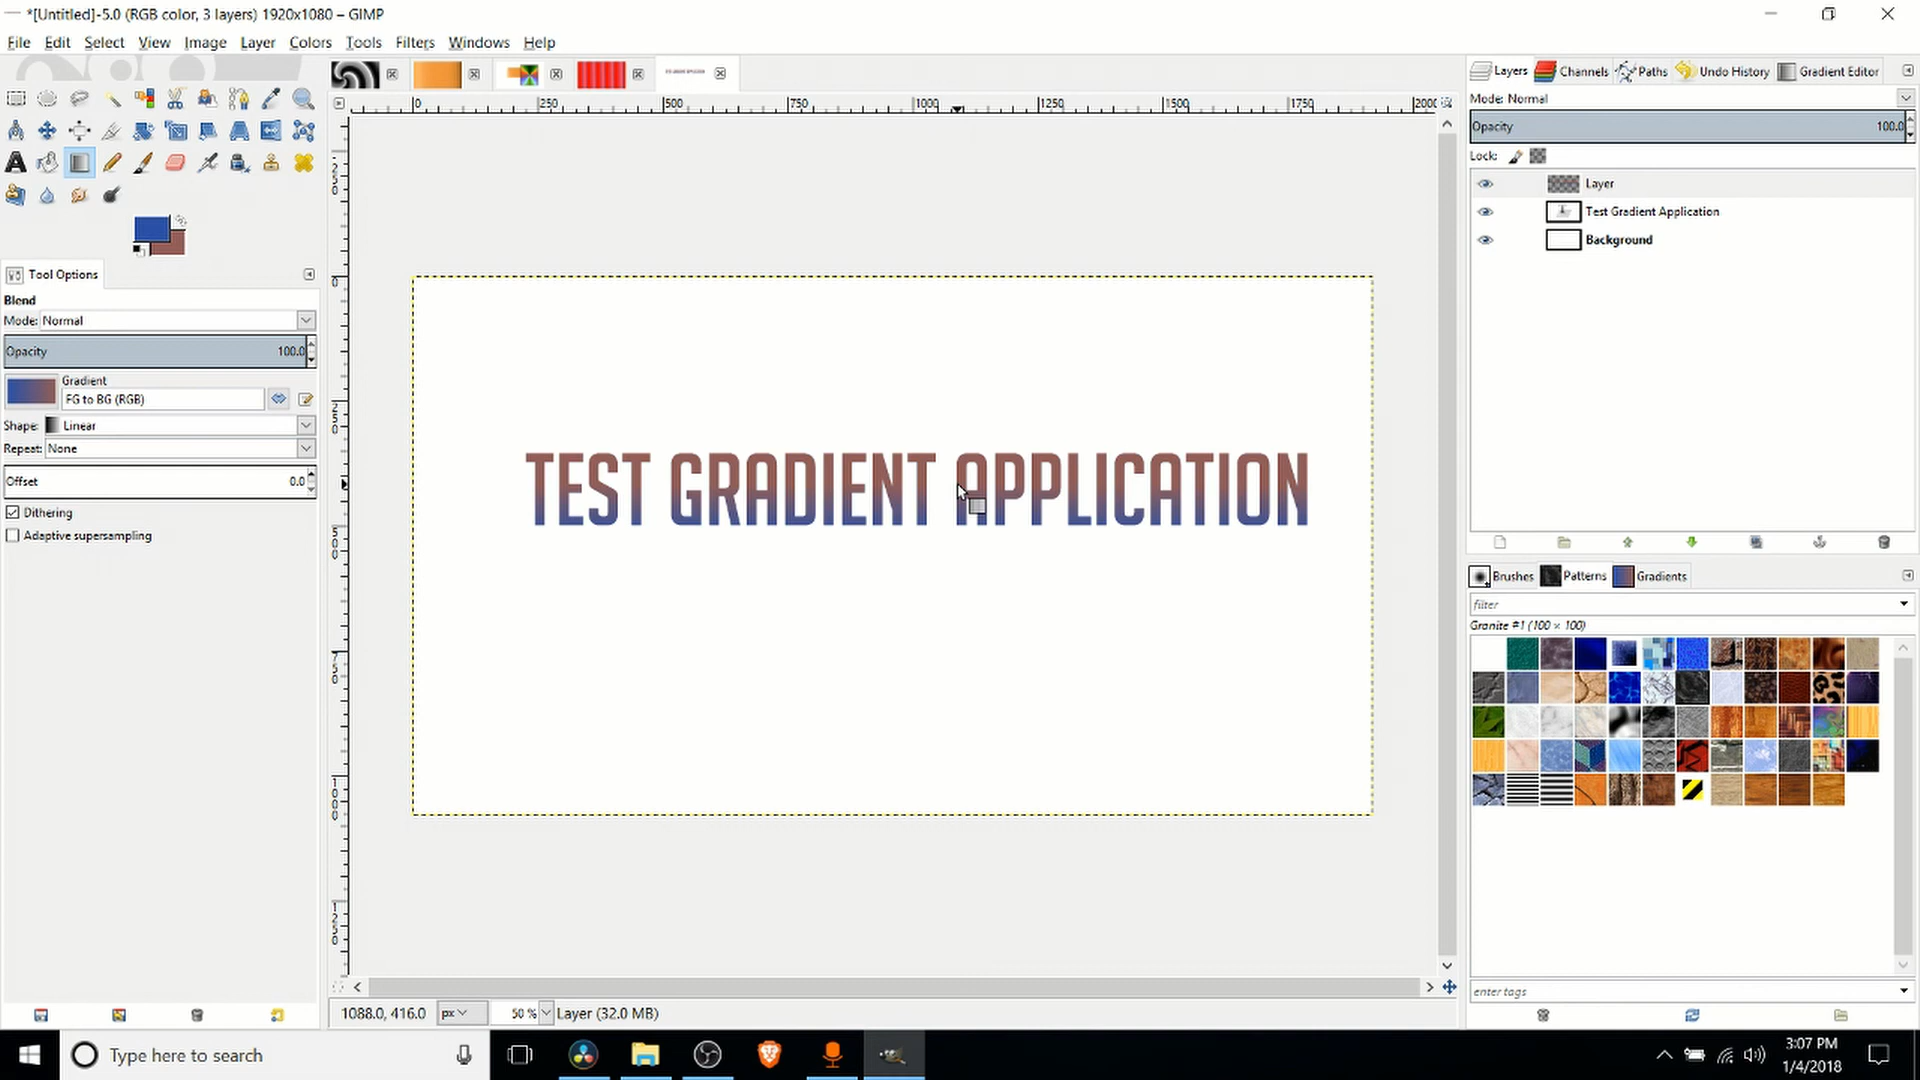 *[Untitled]-5.0 (RGB color, 3 layers) 1920x1080 – GIMP
File Edit Select View Image Layer Colors Tools Filters Windows Help
Layers Channels Paths Undo History Gradient Editor
0 250 500 750 1000 1250 1500 1750 2000
Mode: Normal
Opacity 100.0
Lock:
Layer
Test Gradient Application
Background
Tool Options
Blend
Mode: Normal
Opacity 100.0
Gradient
FG to BG (RGB)
Shape: Linear
Repeat: None
Offset 0.0
Dithering
Adaptive supersampling
TEST GRADIENT APPLICATION
Brushes Patterns Gradients
filter
Granite #1 (100 × 100)
enter tags
1088.0, 416.0 px 50 % Layer (32.0 MB)
Type here to search
3:07 PM
1/4/2018